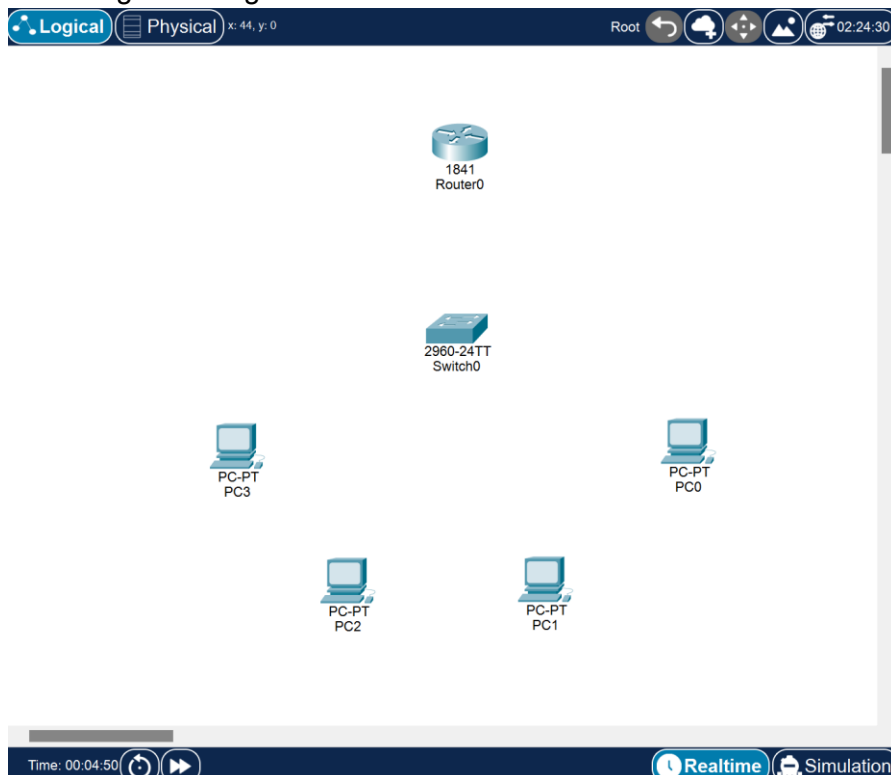 Logical Physical x: 44, y: 0 Root 02:24:30
1841
Router0
2960-24TT
Switch0
PC-PT
PC3
PC-PT
PC0
PC-PT
PC2
PC-PT
PC1
Time: 00:04:50 Realtime Simulation